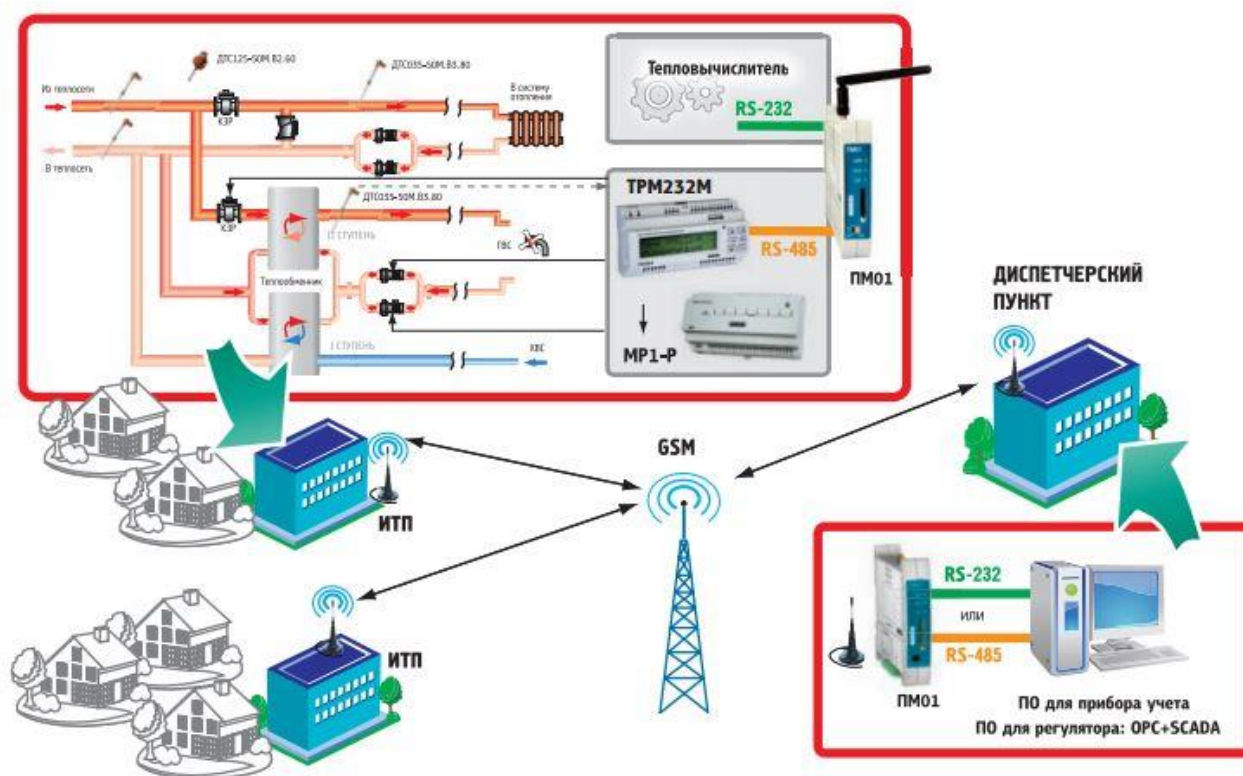 ДТС125-50М.В2.60
ДТС035-50М.В3.80
Из теплосети
КЗР
В систему
отопления
В теплосеть
ДТС035-50М.В3.80
КЗР
II СТУПЕНЬ
ГВС
Теплообменник
I СТУПЕНЬ
ХВС
Тепловычислитель
RS-232
ПМ01
ТРМ232М
RS-485
ПМ01
МР1-Р
ДИСПЕТЧЕРСКИЙ
ПУНКТ
GSM
ИТП
ИТП
RS-232
или
RS-485
ПМ01
ПО для прибора учета
ПО для регулятора: OPC+SCADA